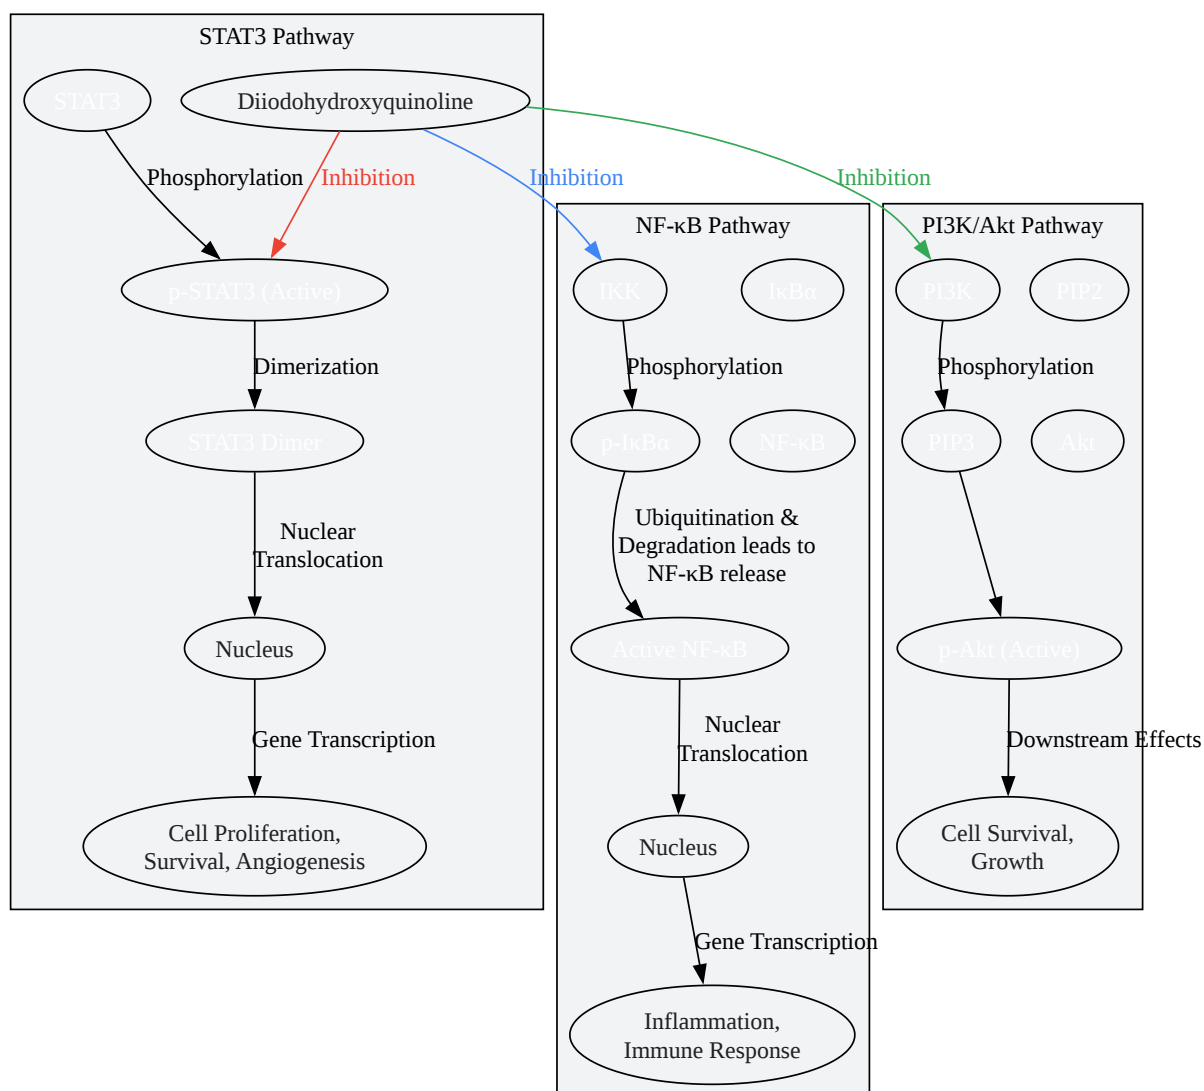 STAT3 Pathway
STAT3
Diiodohydroxyquinoline
Phosphorylation
Inhibition
Inhibition
Inhibition
p-STAT3 (Active)
Dimerization
STAT3 Dimer
Nuclear
Translocation
Nucleus
Gene Transcription
Cell Proliferation,
Survival, Angiogenesis
NF-κB Pathway
IKK
IκBα
Phosphorylation
p-IκBα
NF-κB
Ubiquitination &
Degradation leads to
NF-κB release
Active NF-κB
Nuclear
Translocation
Nucleus
Gene Transcription
Inflammation,
Immune Response
PI3K/Akt Pathway
PI3K
PIP2
Phosphorylation
PIP3
Akt
p-Akt (Active)
Downstream Effects
Cell Survival,
Growth